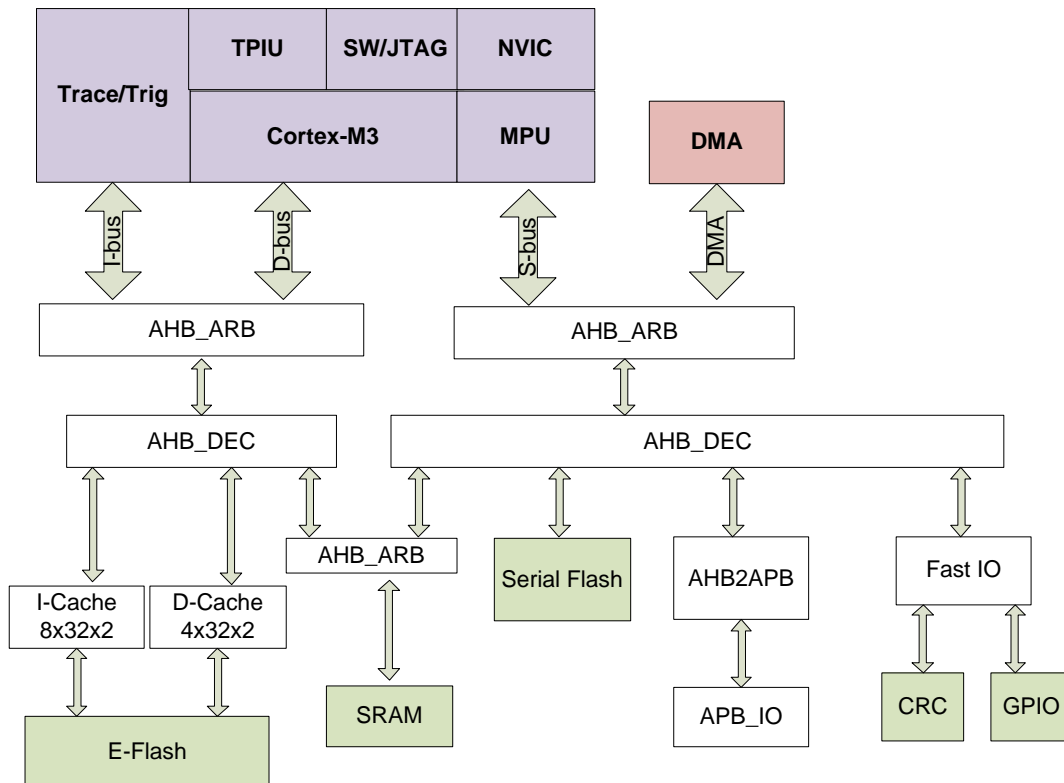 TPIU
SW/JTAG
NVIC
Trace/Trig
Cortex-M3
MPU
DMA
I-bus
D-bus
S-bus
DMA
AHB_ARB
AHB_ARB
AHB_DEC
AHB_DEC
AHB_ARB
Serial Flash
AHB2APB
Fast IO
I-Cache
8x32x2
D-Cache
4x32x2
SRAM
APB_IO
CRC
GPIO
E-Flash